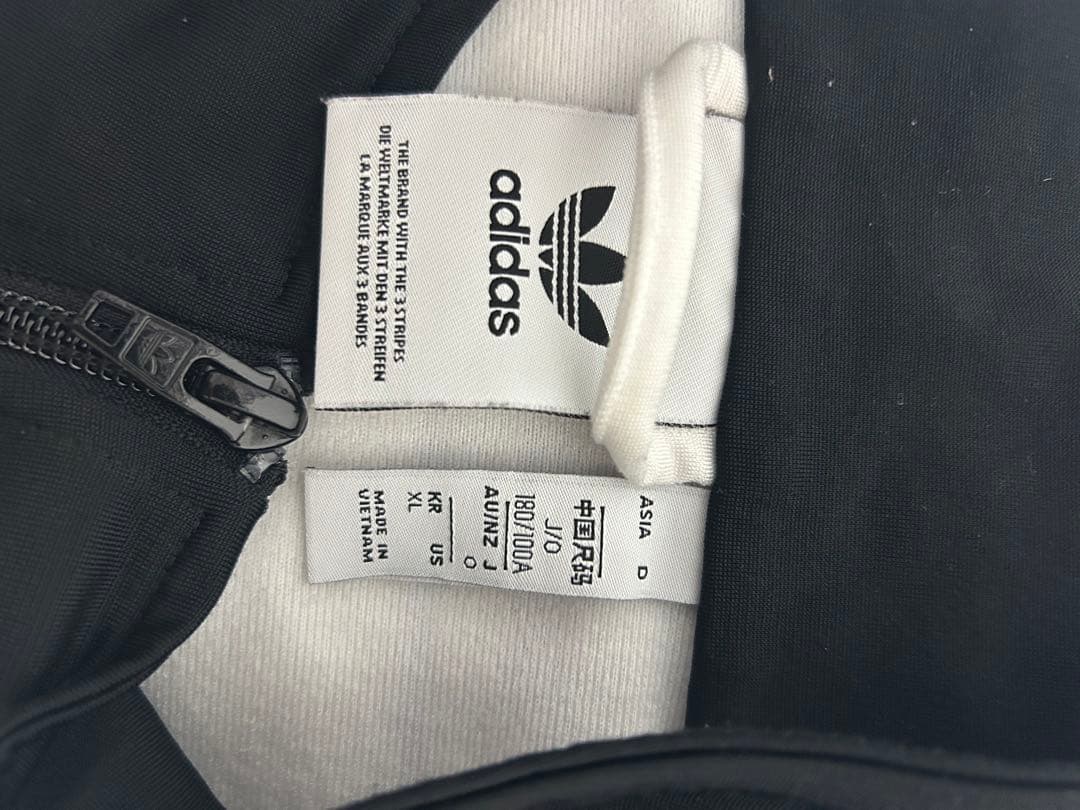 adidas
THE BRAND WITH THE 3 STRIPES
DIE WELTMARKE MIT DEN 3 STREIFEN
LA MARQUE AUX 3 BANDES
ASIA D
中国尺码
J/O
180/100A
AU/NZ J
O
KR US
XL
MADE IN
VIETNAM